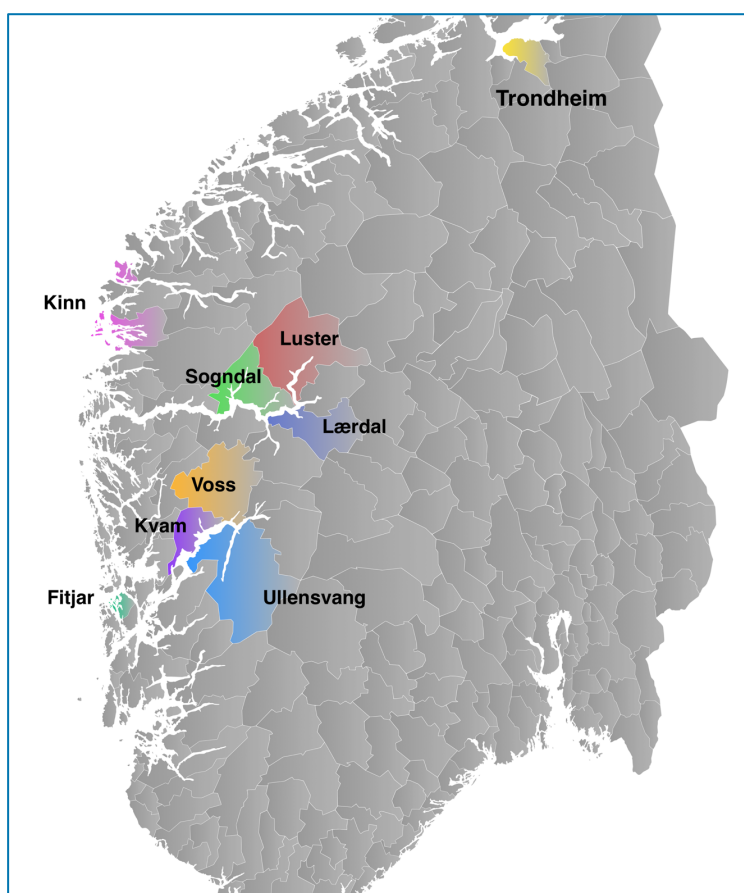 Trondheim
Kinn
Luster
Sogndal
Lærdal
Voss
Kvam
Fitjar
Ullensvang